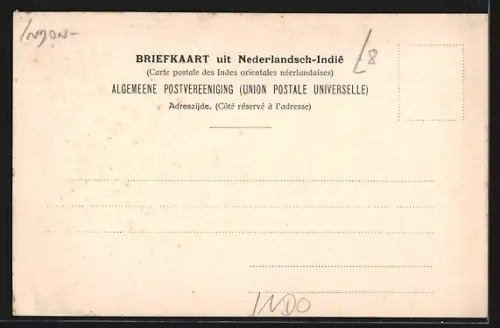 INDON-
L8
BRIEFKAART uit Nederlandsch-Indië
(Carte postale des Indes orientales néerlandaises)
ALGEMEENE POSTVEREENIGING (UNION POSTALE UNIVERSELLE)
Adreszijde. (Côté réservé à l'adresse)
INDO